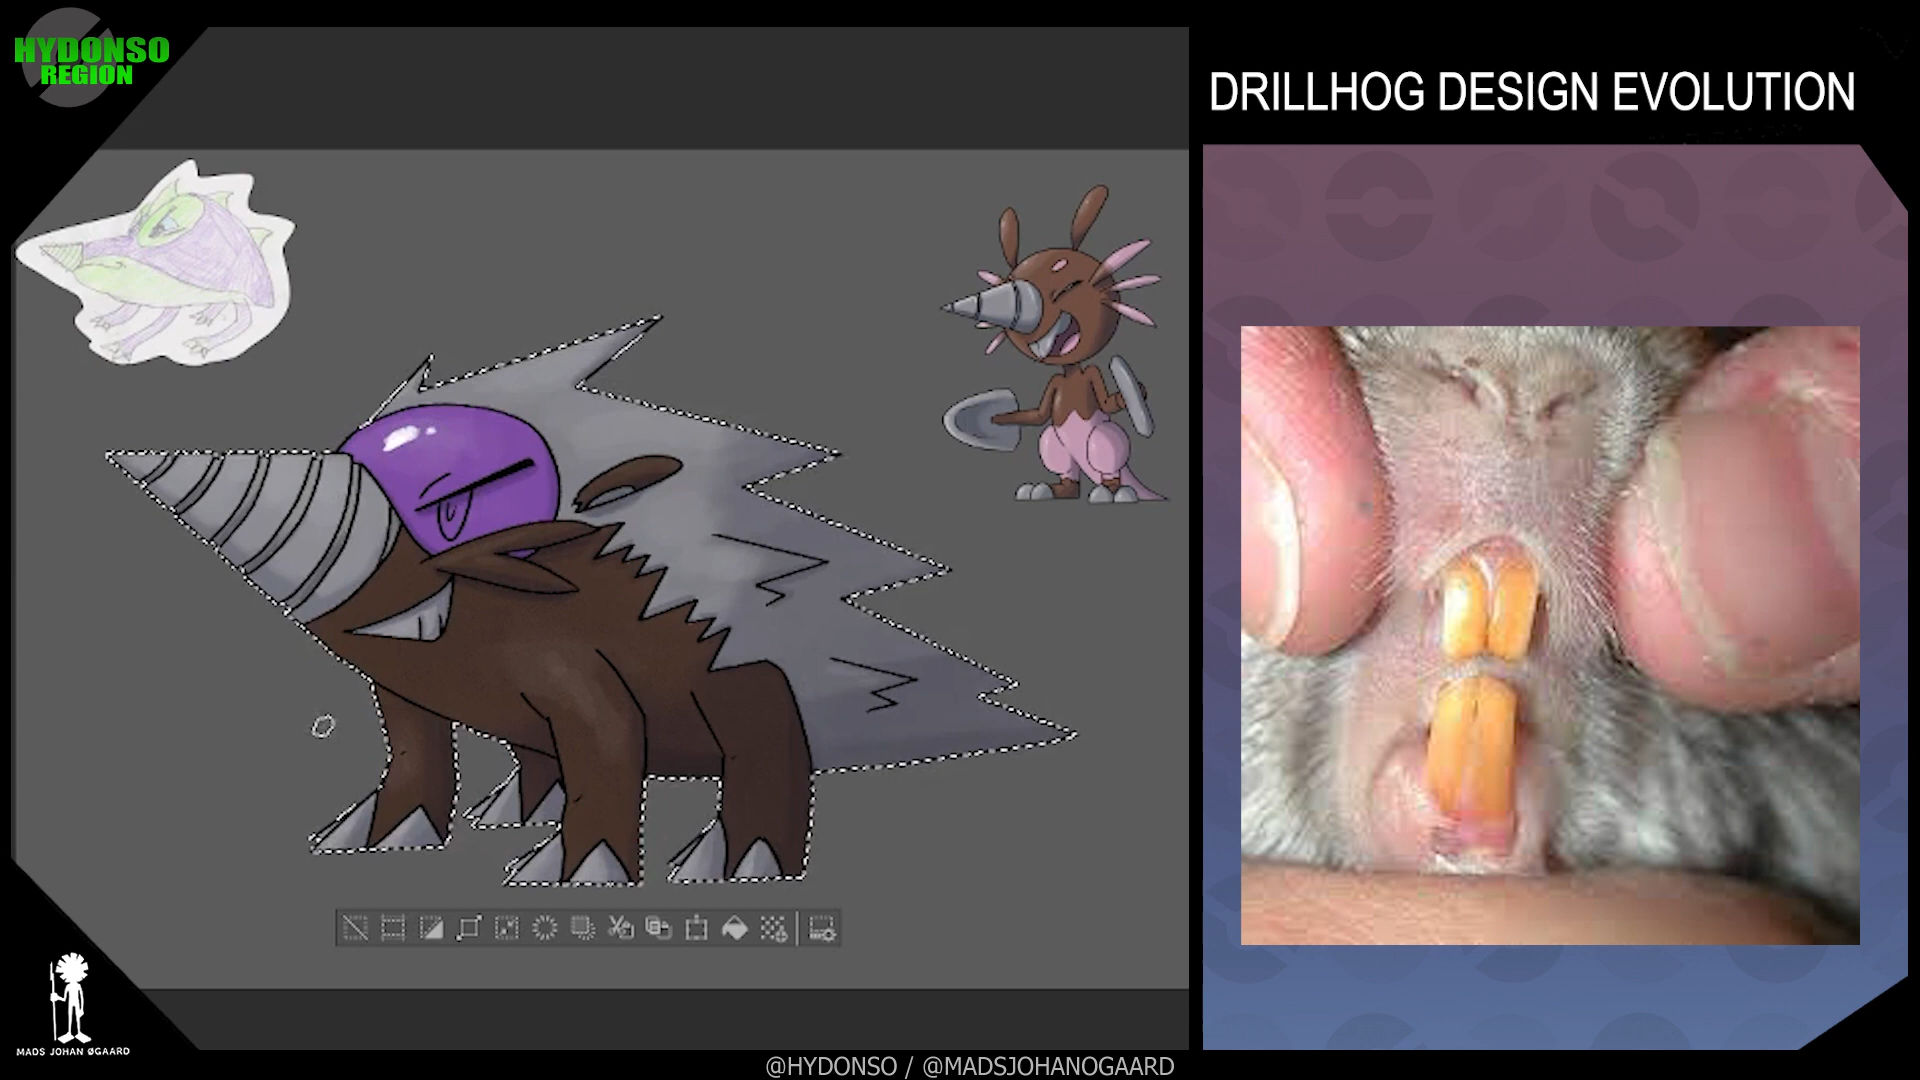 HYDONSO
REGION
DRILLHOG DESIGN EVOLUTION
MADS JOHAN ØGAARD
@HYDONSO / @MADSJOHANOGAARD